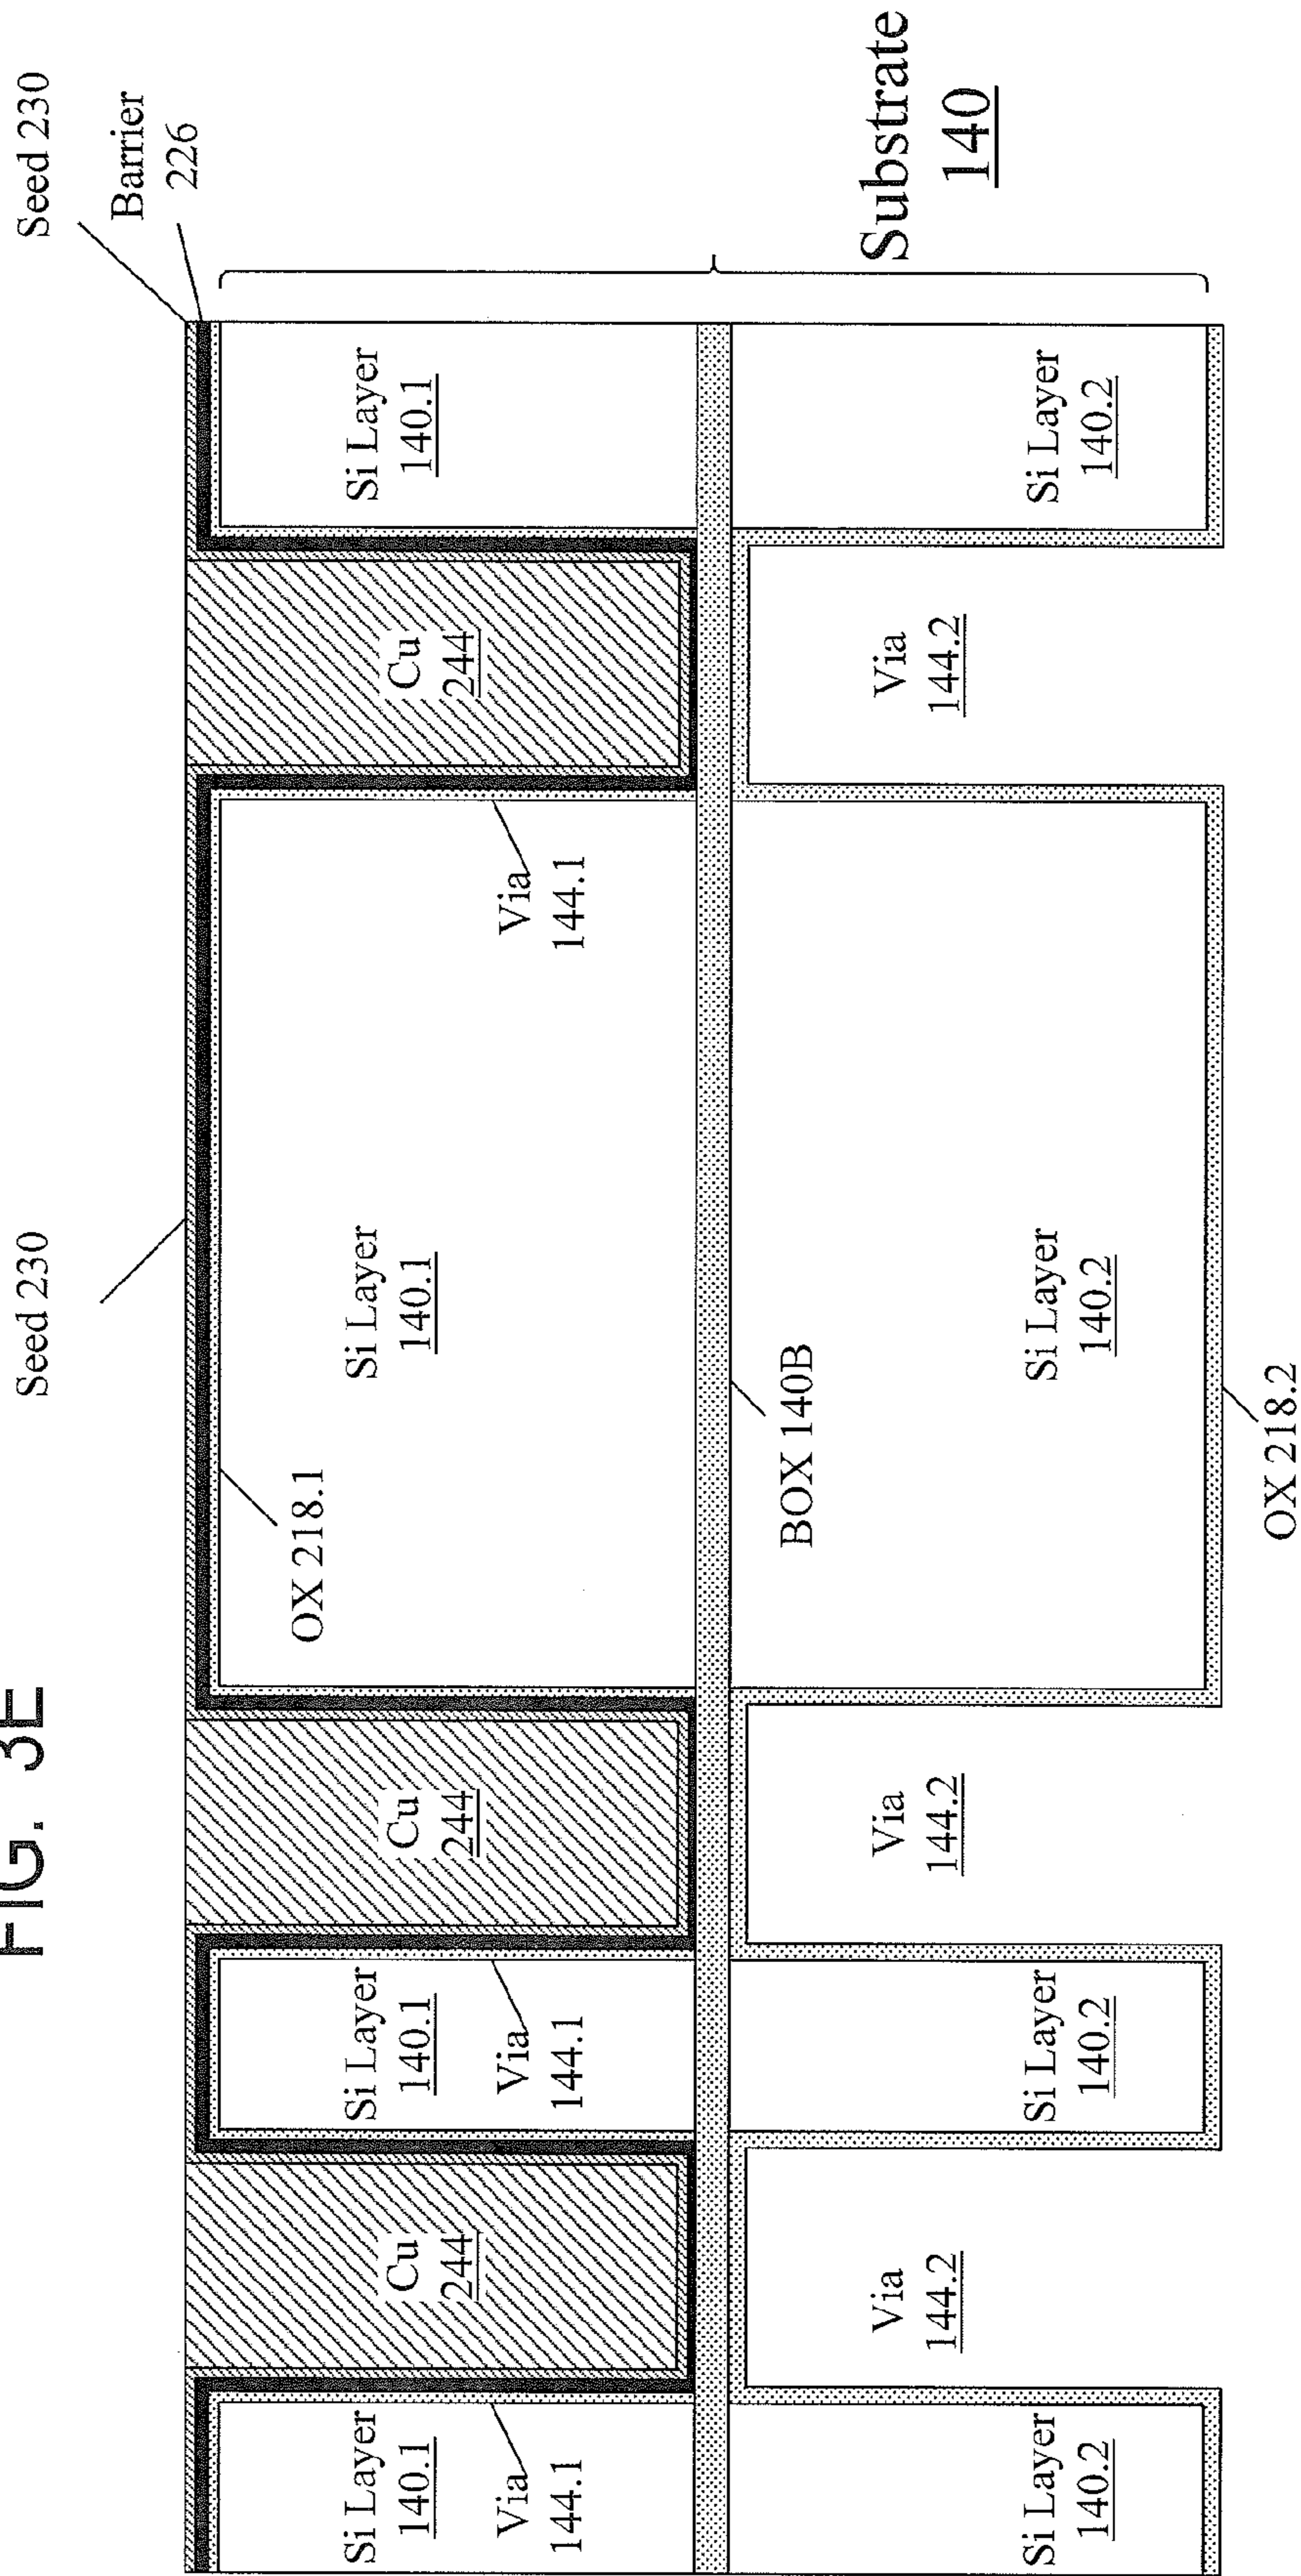 FIG. 3E
Seed 230
Seed 230
Barrier
226
OX 218.1
Si Layer
140.1
Si Layer
140.1
Si Layer
140.1
Si Layer
140.1
Cu
244
Cu
244
Cu
244
Via
144.1
Via
144.1
Via
144.1
BOX 140B
Substrate
140
Via
144.2
Via
144.2
Via
144.2
Si Layer
140.2
Si Layer
140.2
Si Layer
140.2
Si Layer
140.2
OX 218.2